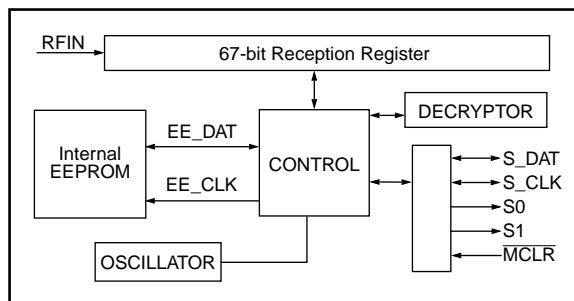 RFIN
67-bit Reception Register
DECRYPTOR
EE_DAT
Internal
EEPROM
CONTROL
EE_CLK
S_DAT
S_CLK
S0
S1
MCLR
OSCILLATOR